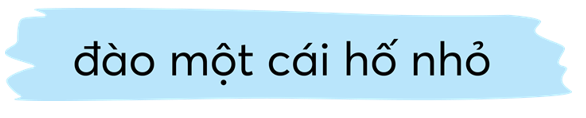 đào một cái hố nhỏ